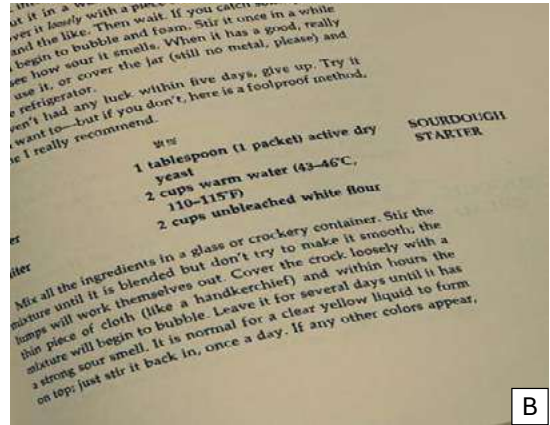 ut it in a w
ver it loosely with a piece
and the like. Then wait. If you catch
begin to bubble and foam. Stir it once in a while
see how sour it smells. When it has a good, really
use it, or cover the jar (still no metal, please) and
refrigerator.
ven't had any luck within five days, give up. Try it
want to—but if you don't, here is a foolproof method,
e I really recommend.
SOURDOUGH
STARTER
1 tablespoon (1 packet) active dry
yeast
2 cups warm water (43–46°C,
110–115°F)
2 cups unbleached white flour
er
iter
Mix all the ingredients in a glass or crockery container. Stir the
mixture until it is blended but don't try to make it smooth; the
lumps will work themselves out. Cover the crock loosely with a
thin piece of cloth (like a handkerchief) and within hours the
mixture will begin to bubble. Leave it for several days until it has
a strong sour smell. It is normal for a clear yellow liquid to form
on top; just stir it back in, once a day. If any other colors appear,
B